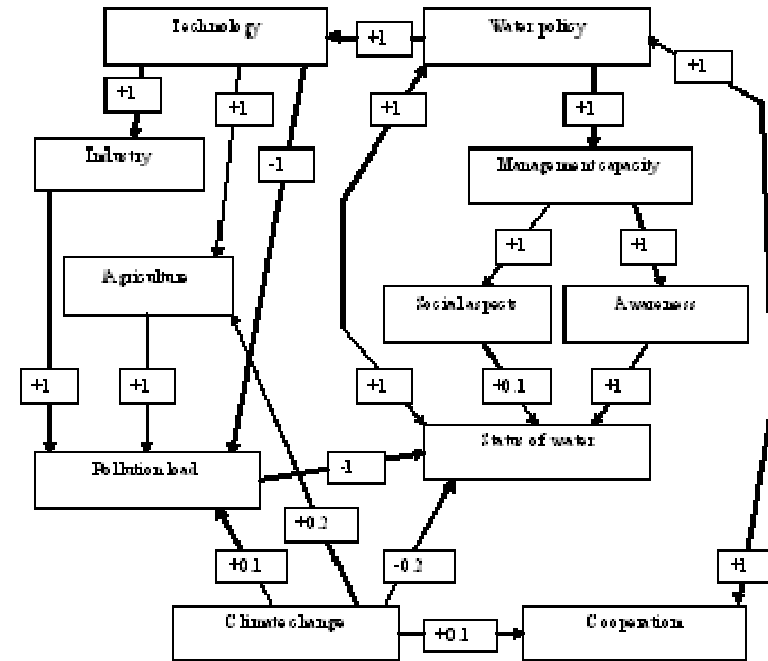 Technology
+1
Water policy
+1
+1
+1
+1
+1
Industry
-1
Management capacity
+1
+1
Agriculture
Social aspects
Awareness
+1
+1
+1
+0.1
+1
Status of water
Pollution load
-1
+0.2
+0.1
-0.2
+1
Climate change
+0.1
Cooperation